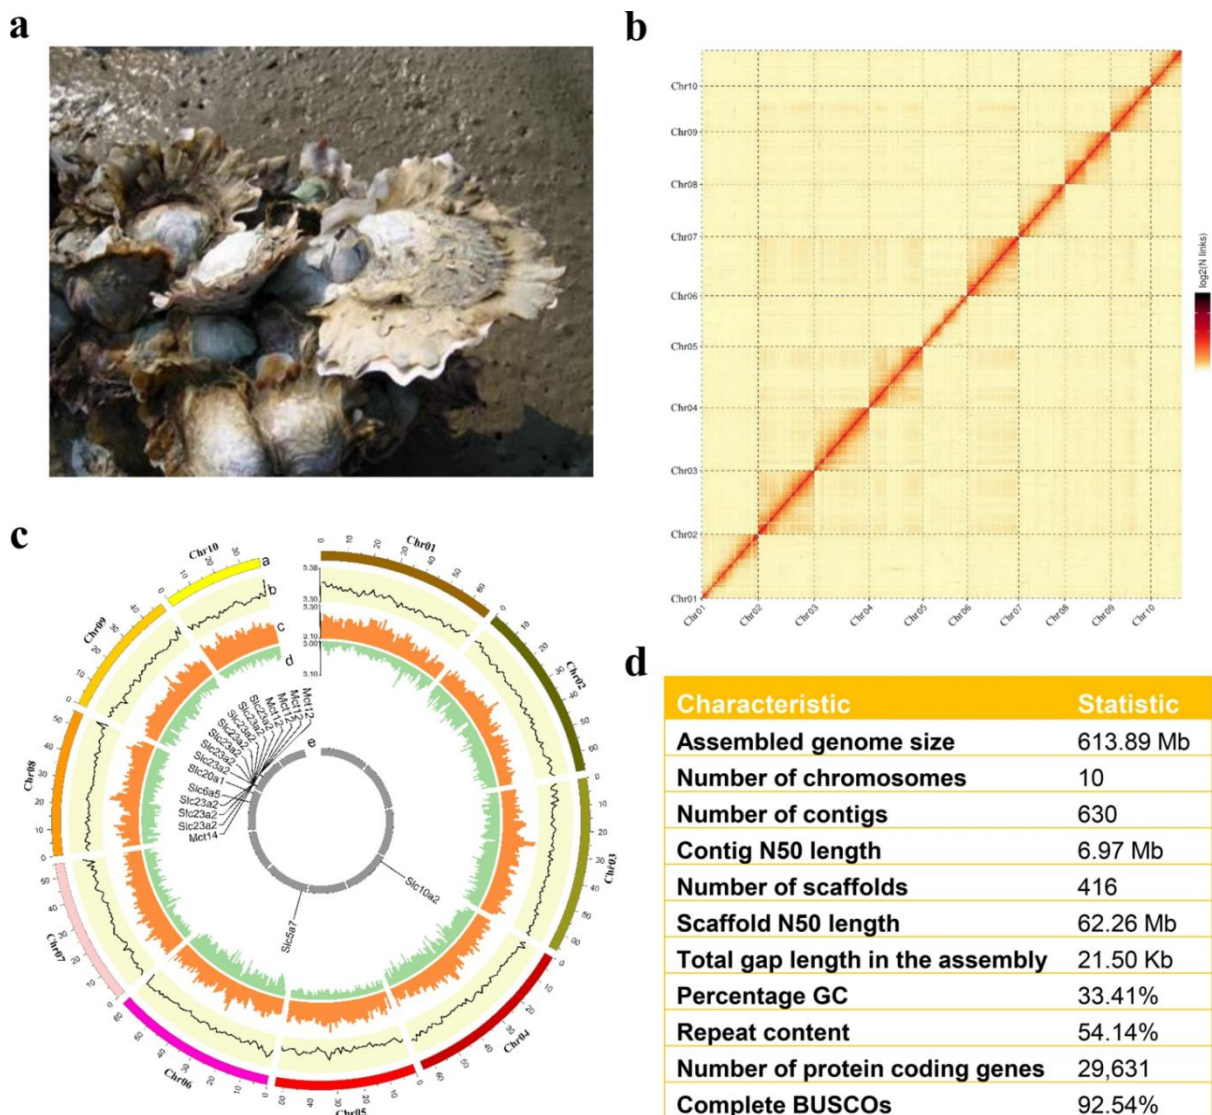 a
b
Chr10
Chr09
Chr08
Chr07
Chr06
Chr05
Chr04
Chr03
Chr02
Chr01
Chr01
Chr02
Chr03
Chr04
Chr05
Chr06
Chr07
Chr08
Chr09
Chr10
log2(N links)
c
Chr01
Chr02
Chr03
Chr04
Chr05
Chr06
Chr07
Chr08
Chr09
Chr10
a
b
c
d
e
Mct12
Mct12
Mct12
Mct12
Slc23a2
Slc23a2
Slc23a2
Slc23a2
Slc23a2
Slc23a2
Slc20a1
Slc6a5
Slc23a2
Slc23a2
Slc23a2
Mct14
Slc5a7
Slc10a2
d
Characteristic Statistic
Assembled genome size 613.89 Mb
Number of chromosomes 10
Number of contigs 630
Contig N50 length 6.97 Mb
Number of scaffolds 416
Scaffold N50 length 62.26 Mb
Total gap length in the assembly 21.50 Kb
Percentage GC 33.41%
Repeat content 54.14%
Number of protein coding genes 29,631
Complete BUSCOs 92.54%